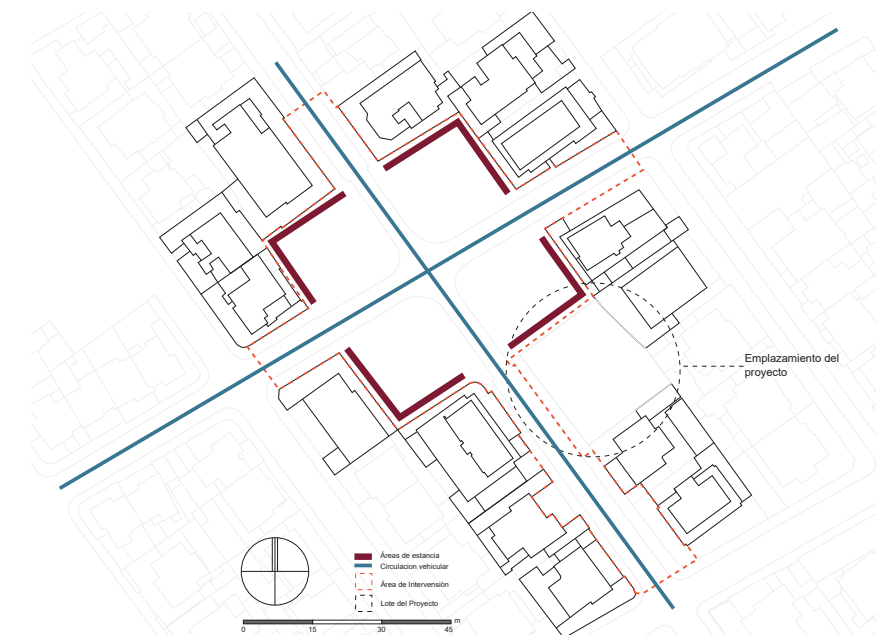 Emplazamiento del
proyecto
Áreas de estancia
Circulacion vehicular
Área de Intervensión
Lote del Proyecto
m
0 15 30 45